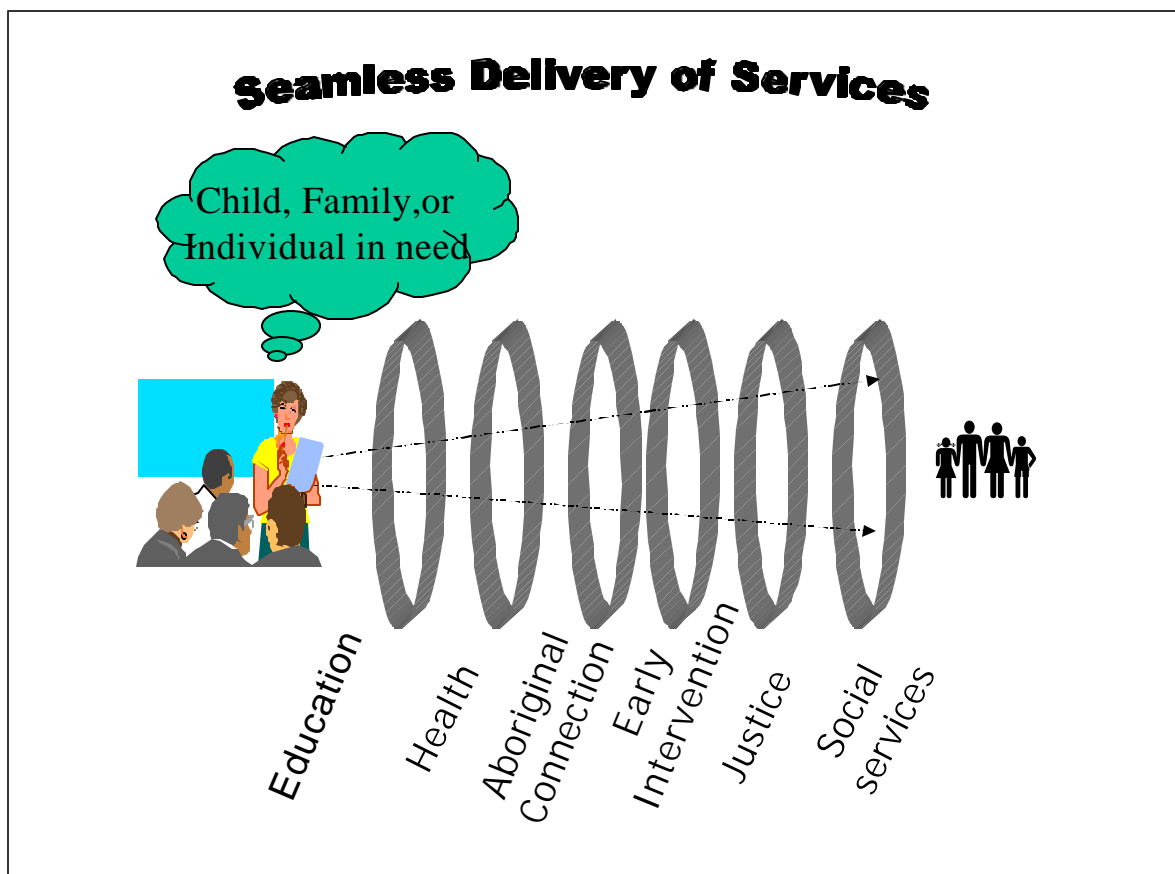 Seamless Delivery of Services
Child, Family,or
Individual in need
Education
Health
Aboriginal
Connection
Early
Intervention
Justice
Social
services